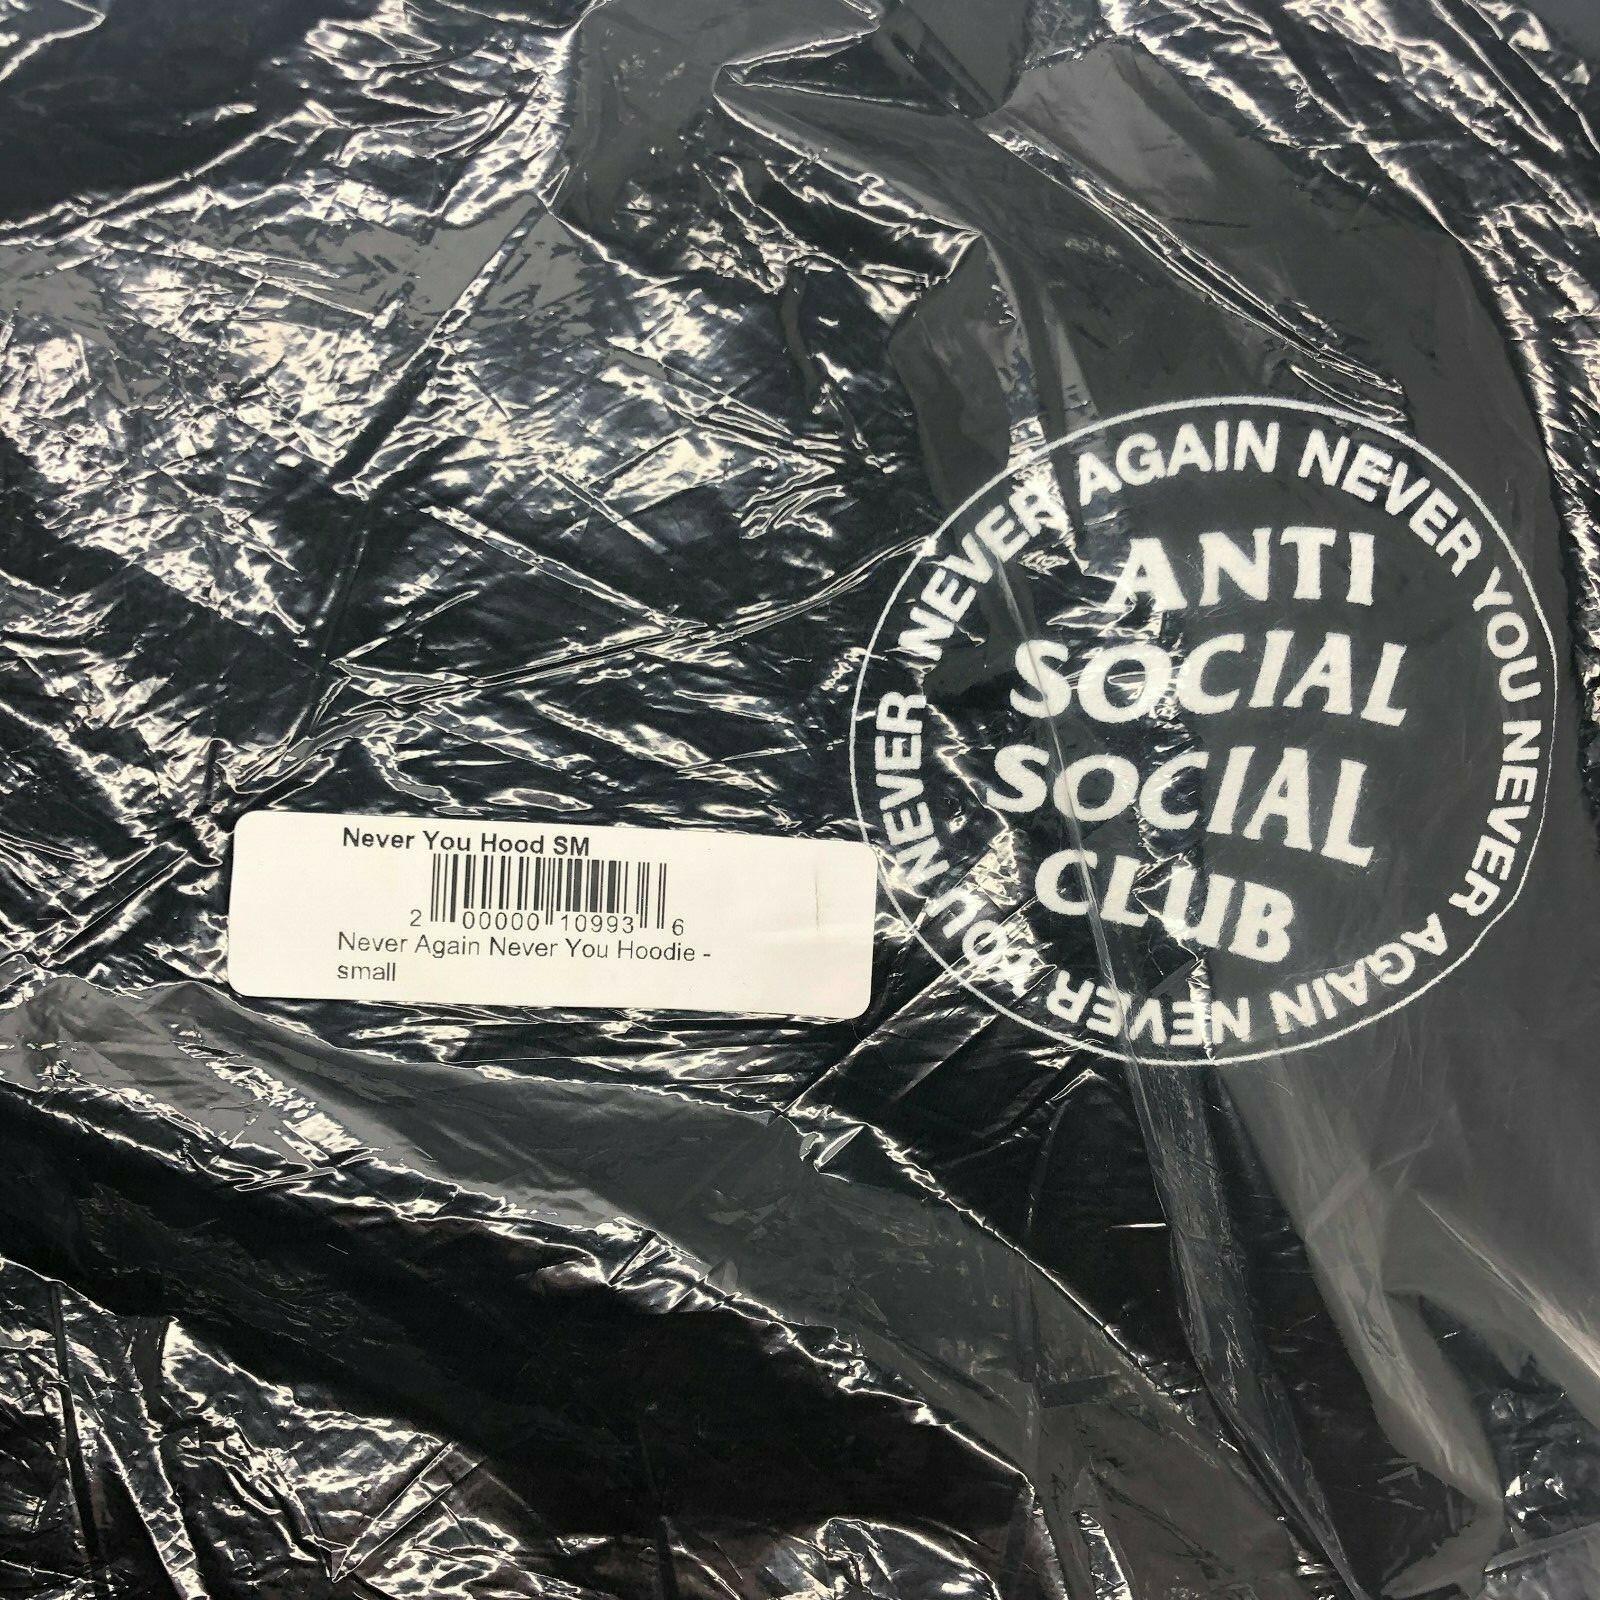 NEVER AGAIN NEVER YOU NEVER AGAIN NEVER YOU NEVER
ANTI
SOCIAL
SOCIAL
CLUB
Never You Hood SM
2 00000 10993 6
Never Again Never You Hoodie -
small